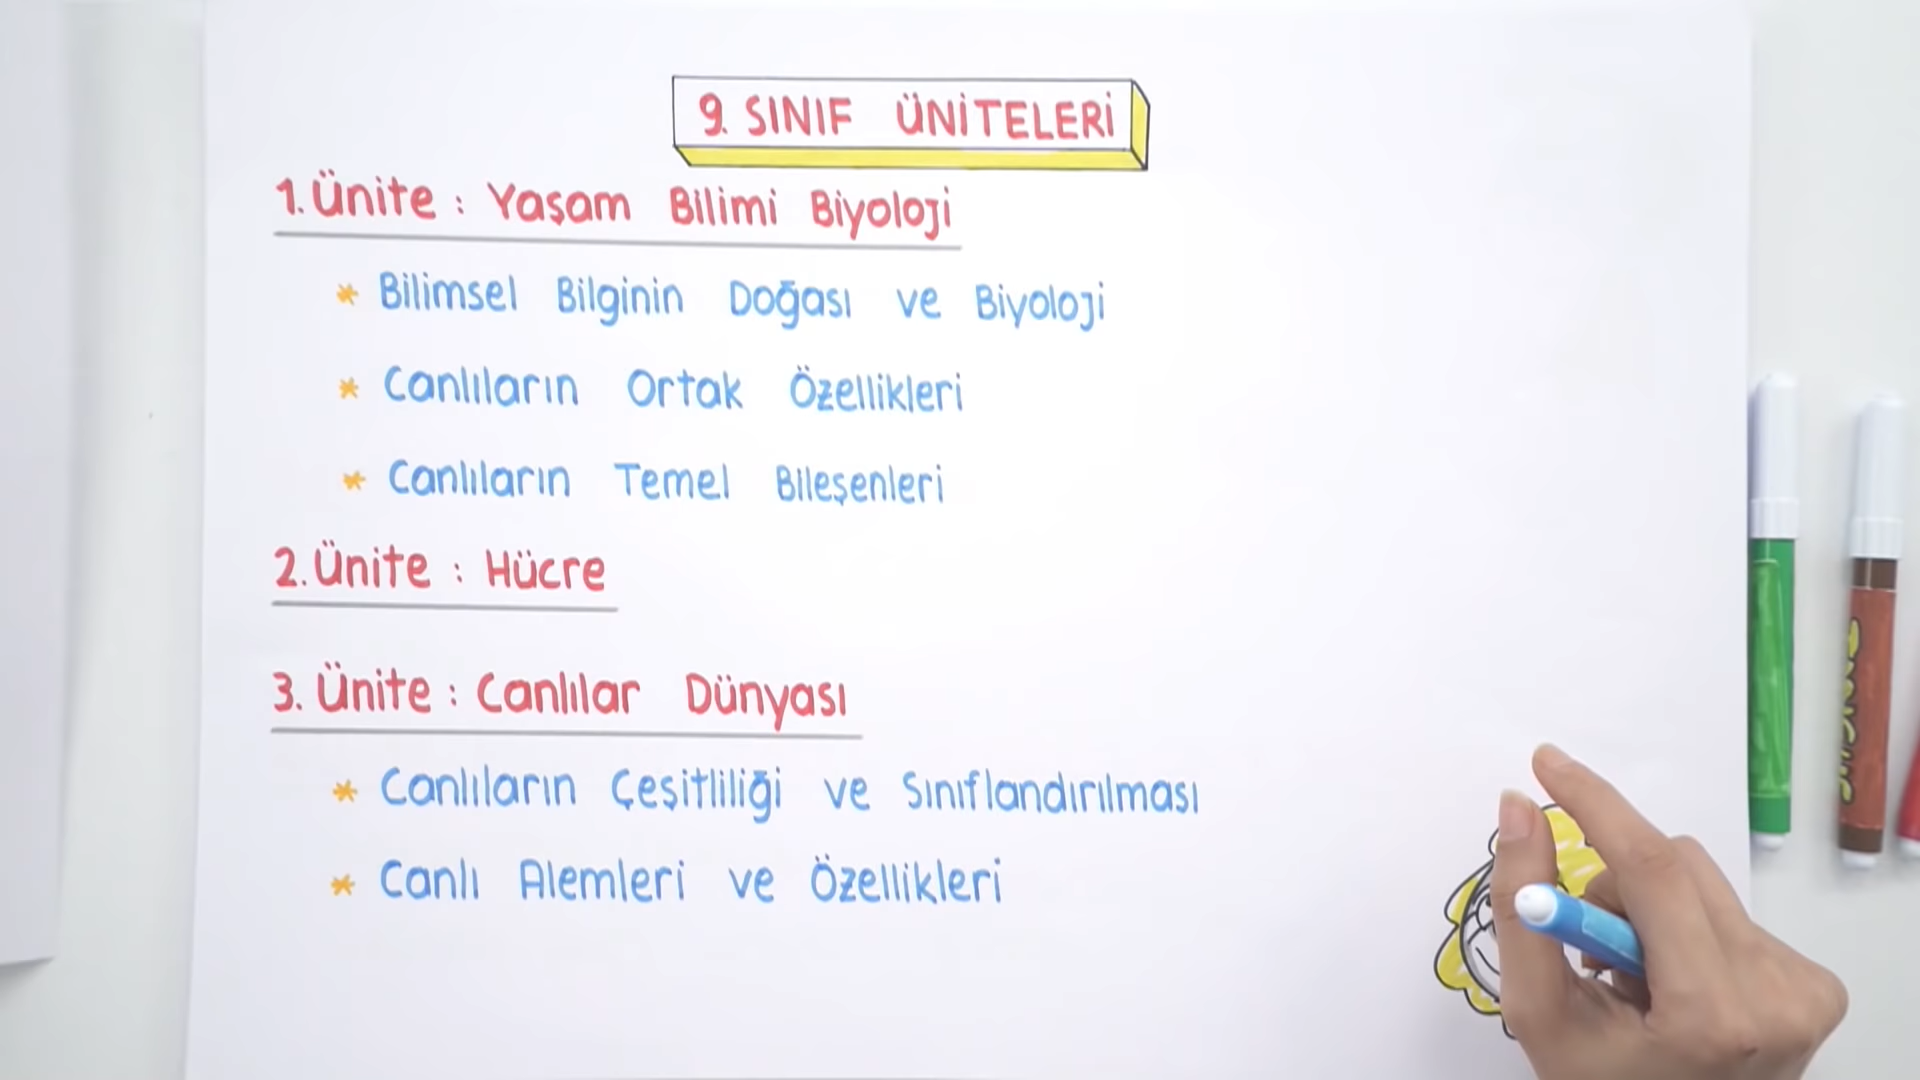 9. SINIF ÜNİTELERİ
1. Ünite : Yaşam Bilimi Biyoloji
* Bilimsel Bilginin Doğası ve Biyoloji
* Canlıların Ortak Özellikleri
* Canlıların Temel Bileşenleri
2. Ünite : Hücre
3. Ünite : Canlılar Dünyası
* Canlıların Çeşitliliği ve Sınıflandırılması
* Canlı Alemleri ve Özellikleri